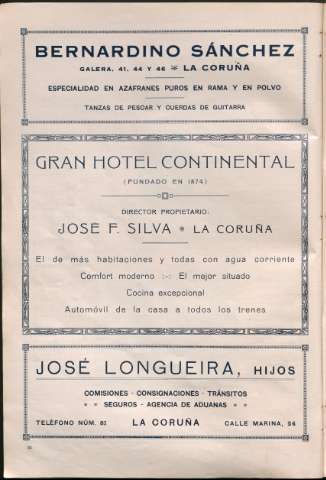 BERNARDINO SÁNCHEZ
GALERA, 41, 44 Y 46 LA CORUÑA
ESPECIALIDAD EN AZAFRANES PUROS EN RAMA Y EN POLVO
TANZAS DE PESCAR Y CUERDAS DE GUITARRA
GRAN HOTEL CONTINENTAL
(FUNDADO EN 1874)
DIRECTOR PROPIETARIO:
JOSE F. SILVA * LA CORUÑA
El de más habitaciones y todas con agua corriente
Comfort moderno :-: El mejor situado
Cocina excepcional
Automóvil de la casa a todos los trenes
JOSÉ LONGUEIRA, HIJOS
COMISIONES - CONSIGNACIONES - TRÁNSITOS
SEGUROS - AGENCIA DE ADUANAS
TELÉFONO NÚM. 81 LA CORUÑA CALLE MARINA, 24